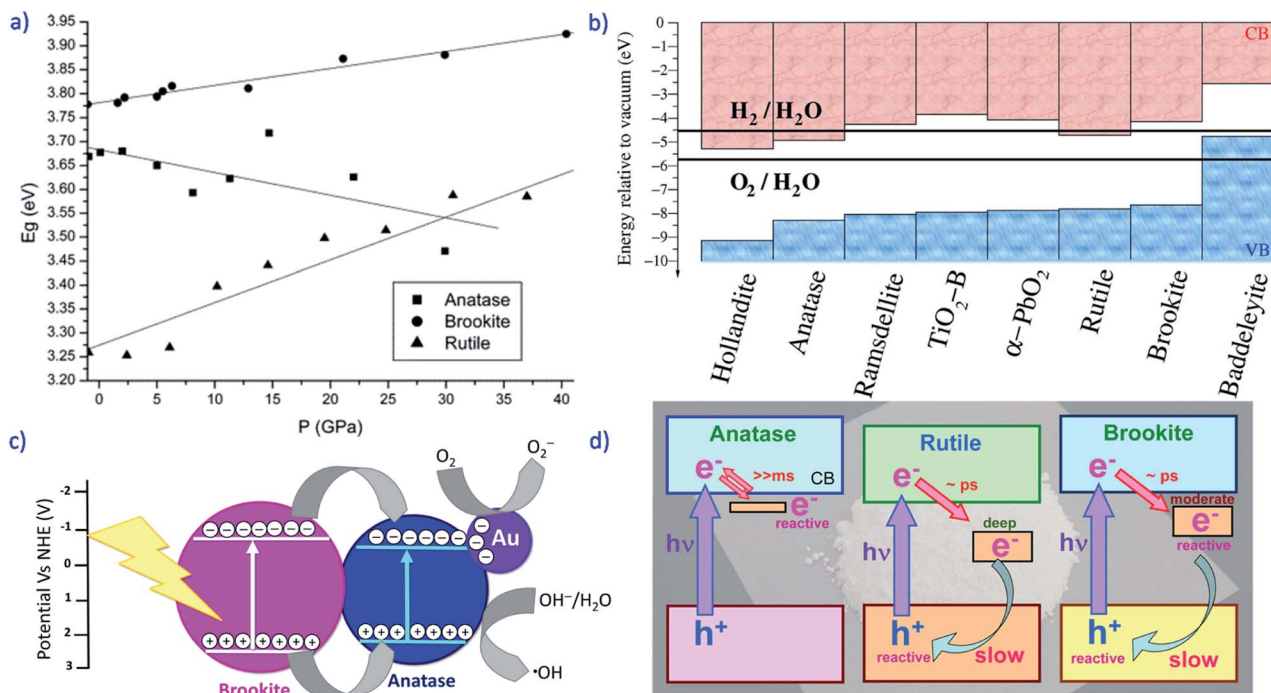 a)
3.95
3.90
3.85
3.80
3.75
3.70
3.65
3.60
3.55
3.50
3.45
3.40
3.35
3.30
3.25
3.20
Eg (eV)
0 5 10 15 20 25 30 35 40
P (GPa)
Anatase
Brookite
Rutile
b)
Energy relative to vacuum (eV)
0
−1
−2
−3
−4
−5
−6
−7
−8
−9
−10
CB
H₂ / H₂O
O₂ / H₂O
VB
Hollandite
Anatase
Ramsdellite
TiO₂−B
α−PbO₂
Rutile
Brookite
Baddeleyite
c)
Potential Vs NHE (V)
-2
-1
0
1
2
3
O₂
O₂⁻
Au
OH⁻/H₂O
•OH
Brookite
Anatase
d)
Anatase
e⁻
>>ms
CB
e⁻
reactive
hν
h⁺
Rutile
e⁻
~ ps
deep
e⁻
hν
h⁺
reactive
slow
Brookite
e⁻
~ ps
moderate
e⁻
reactive
hν
h⁺
reactive
slow